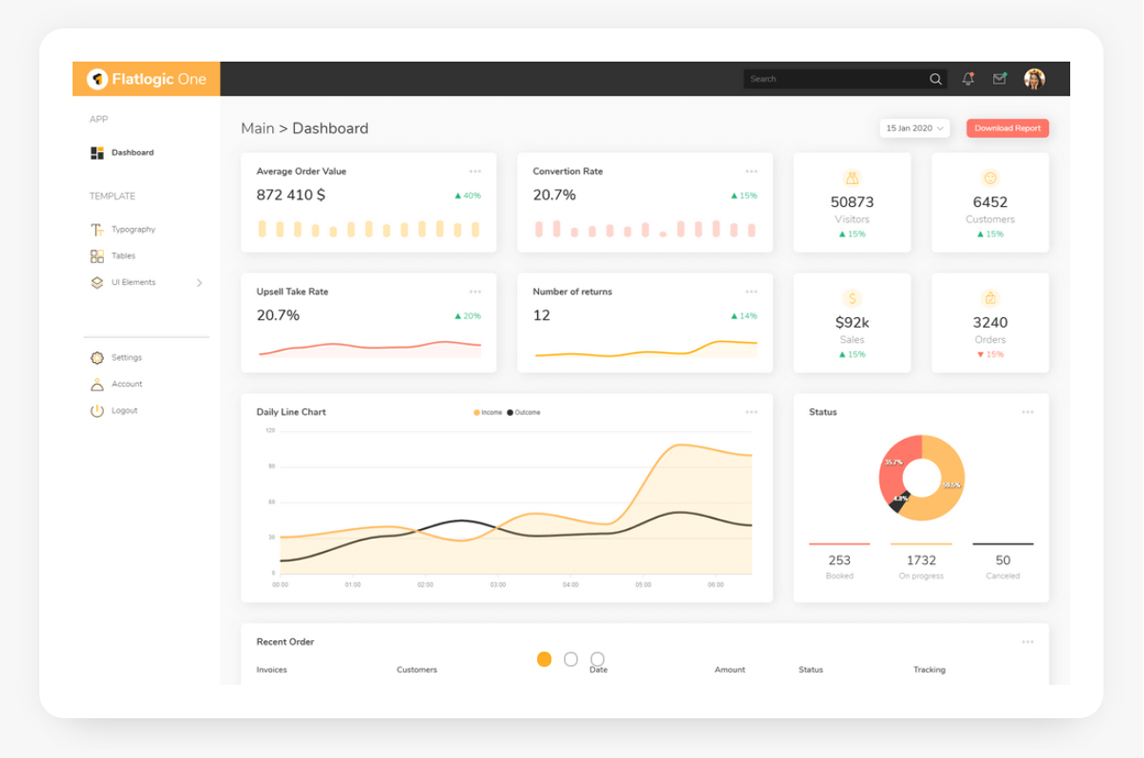 Flatlogic One
Search
APP
Dashboard
TEMPLATE
Typography
Tables
UI Elements
Settings
Account
Logout
Main > Dashboard
15 Jan 2020
Download Report
Average Order Value
872 410 $
▲ 40%
Convertion Rate
20.7%
▲ 15%
50873
Visitors
▲ 15%
6452
Customers
▲ 15%
Upsell Take Rate
20.7%
▲ 20%
Number of returns
12
▲ 14%
$92k
Sales
▲ 15%
3240
Orders
▼ 15%
Daily Line Chart
Income Outcome
120
90
60
30
0
00:00 01:00 02:00 03:00 04:00 05:00 06:00
Status
35.7%
4.8%
59.5%
253
Booked
1732
On progress
50
Canceled
Recent Order
Invoices Customers Date Amount Status Tracking